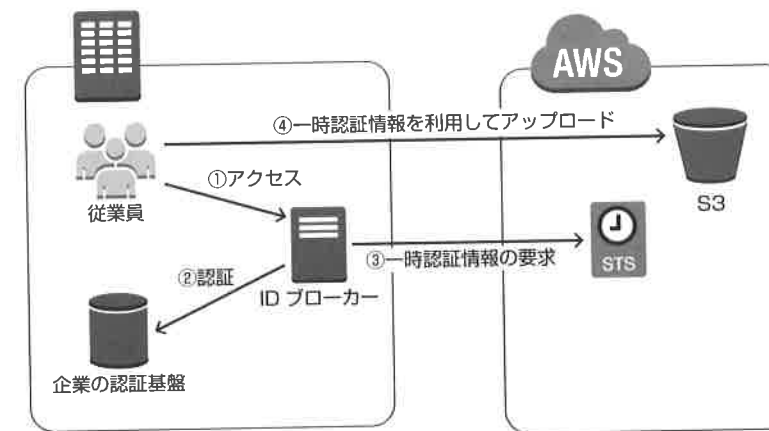 AWS
④一時認証情報を利用してアップロード
①アクセス
従業員
S3
③一時認証情報の要求
STS
②認証
ID ブローカー
企業の認証基盤